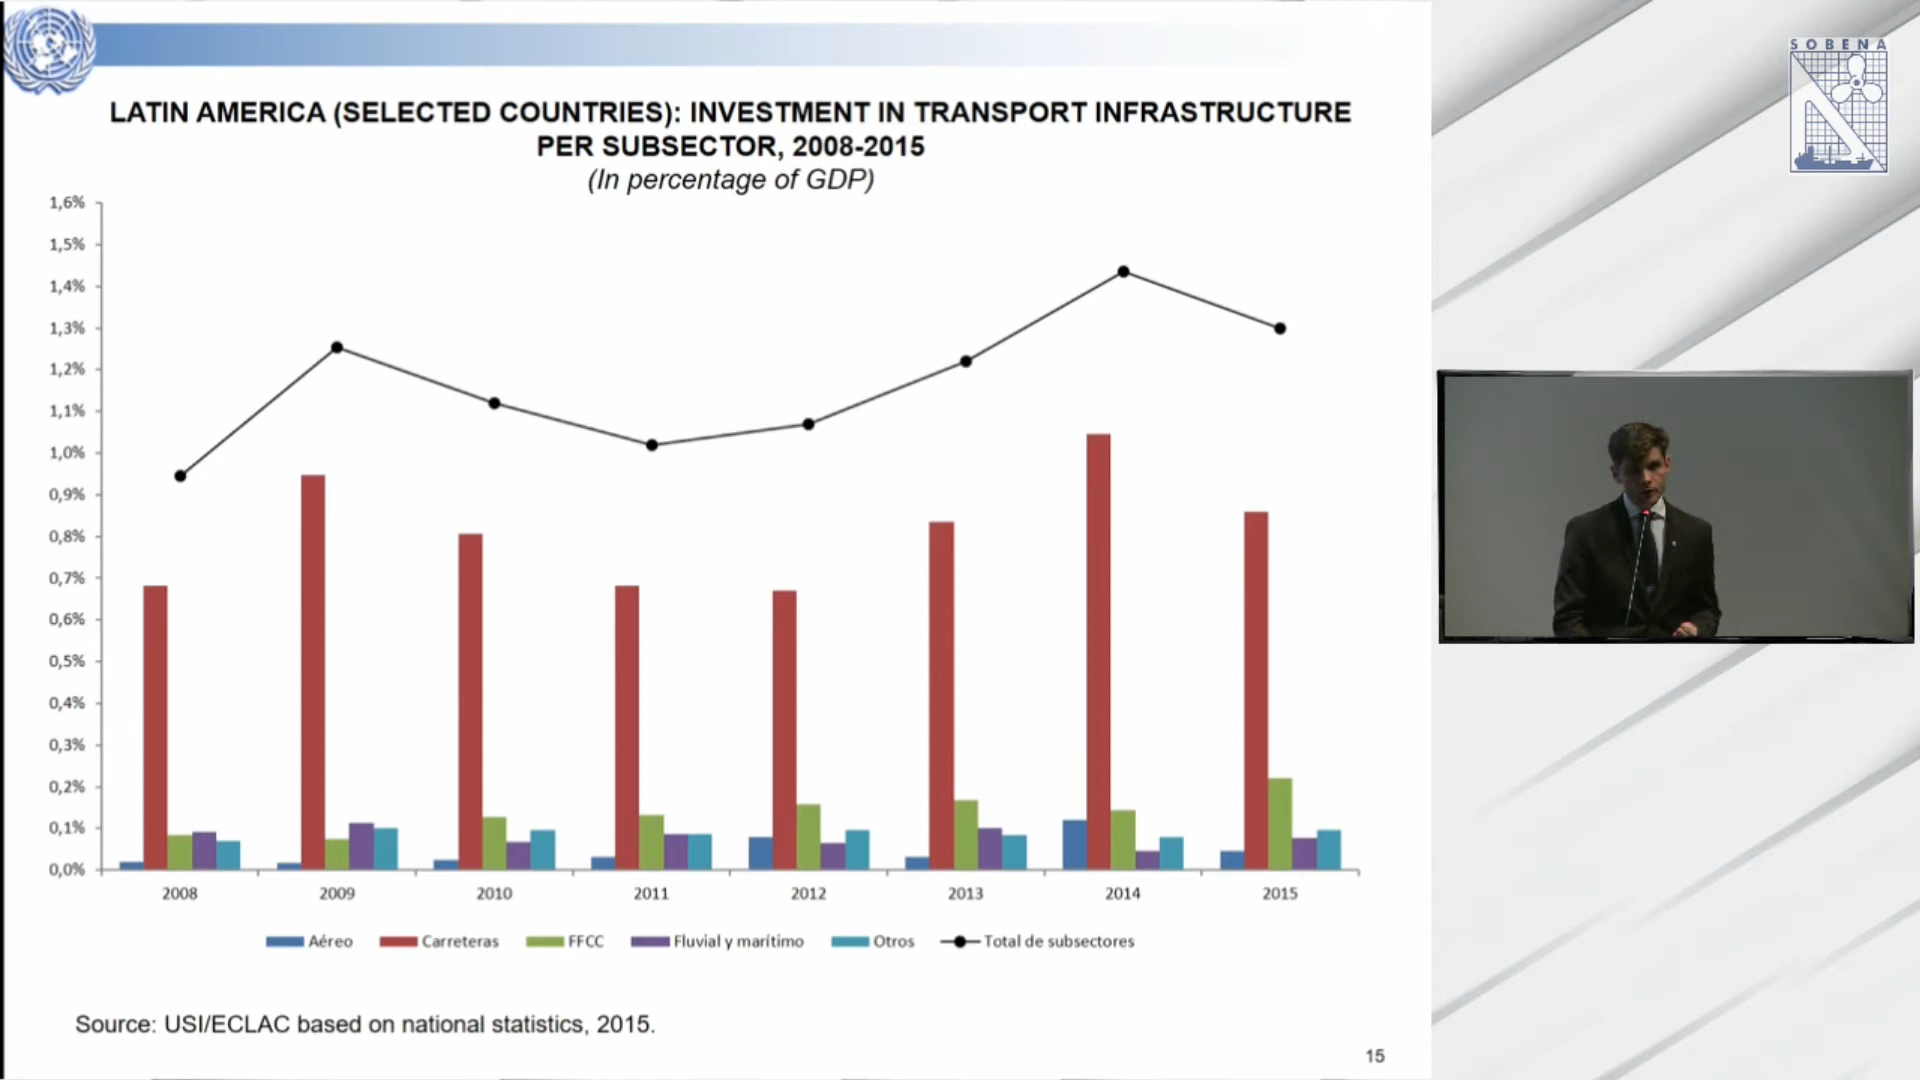 LATIN AMERICA (SELECTED COUNTRIES): INVESTMENT IN TRANSPORT INFRASTRUCTURE
PER SUBSECTOR, 2008-2015
(In percentage of GDP)
1,6%
1,5%
1,4%
1,3%
1,2%
1,1%
1,0%
0,9%
0,8%
0,7%
0,6%
0,5%
0,4%
0,3%
0,2%
0,1%
0,0%
2008 2009 2010 2011 2012 2013 2014 2015
Aéreo Carreteras FFCC Fluvial y marítimo Otros Total de subsectores
Source: USI/ECLAC based on national statistics, 2015.
15
SOBENA